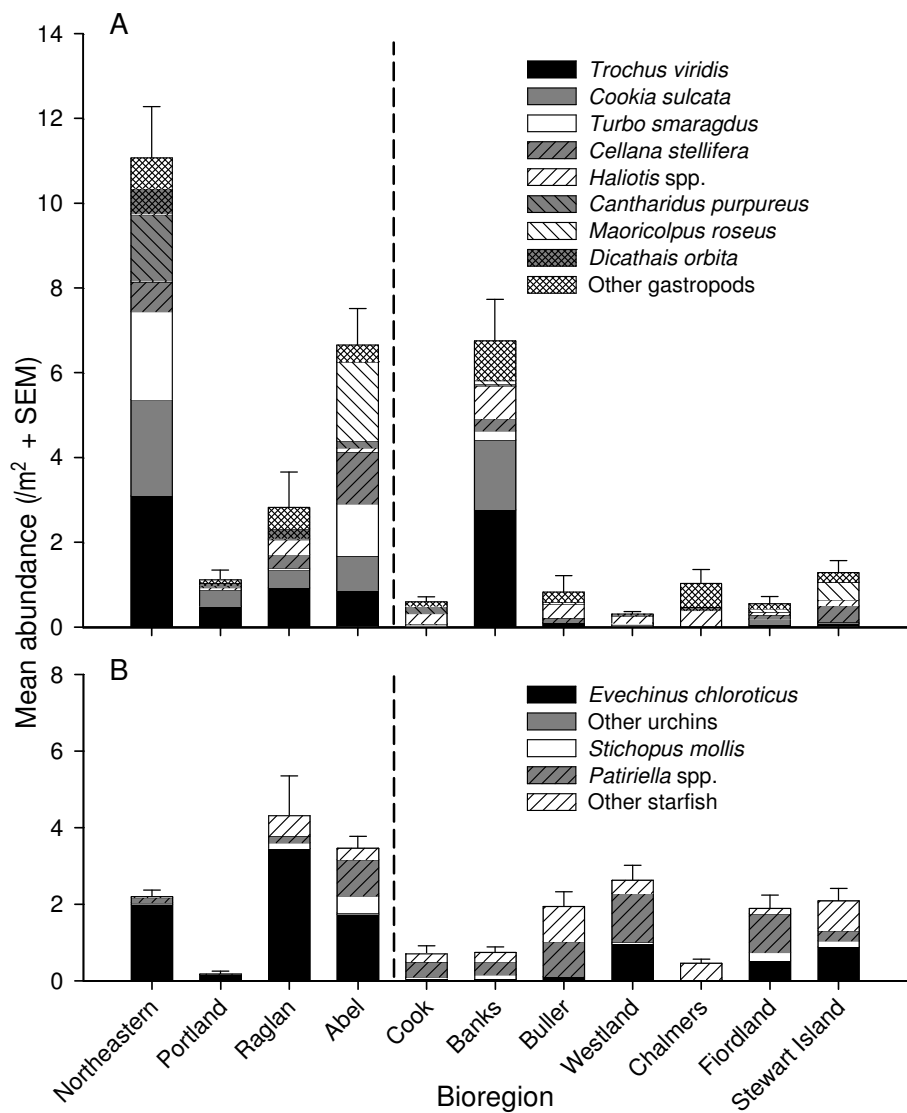 A
14
12
10
8
6
4
2
0
Trochus viridis
Cookia sulcata
Turbo smaragdus
Cellana stellifera
Haliotis spp.
Cantharidus purpureus
Maoricolpus roseus
Dicathais orbita
Other gastropods
Mean abundance (/m² + SEM)
B
8
6
4
2
0
Evechinus chloroticus
Other urchins
Stichopus mollis
Patiriella spp.
Other starfish
Northeastern
Portland
Raglan
Abel
Cook
Banks
Buller
Westland
Chalmers
Fiordland
Stewart Island
Bioregion